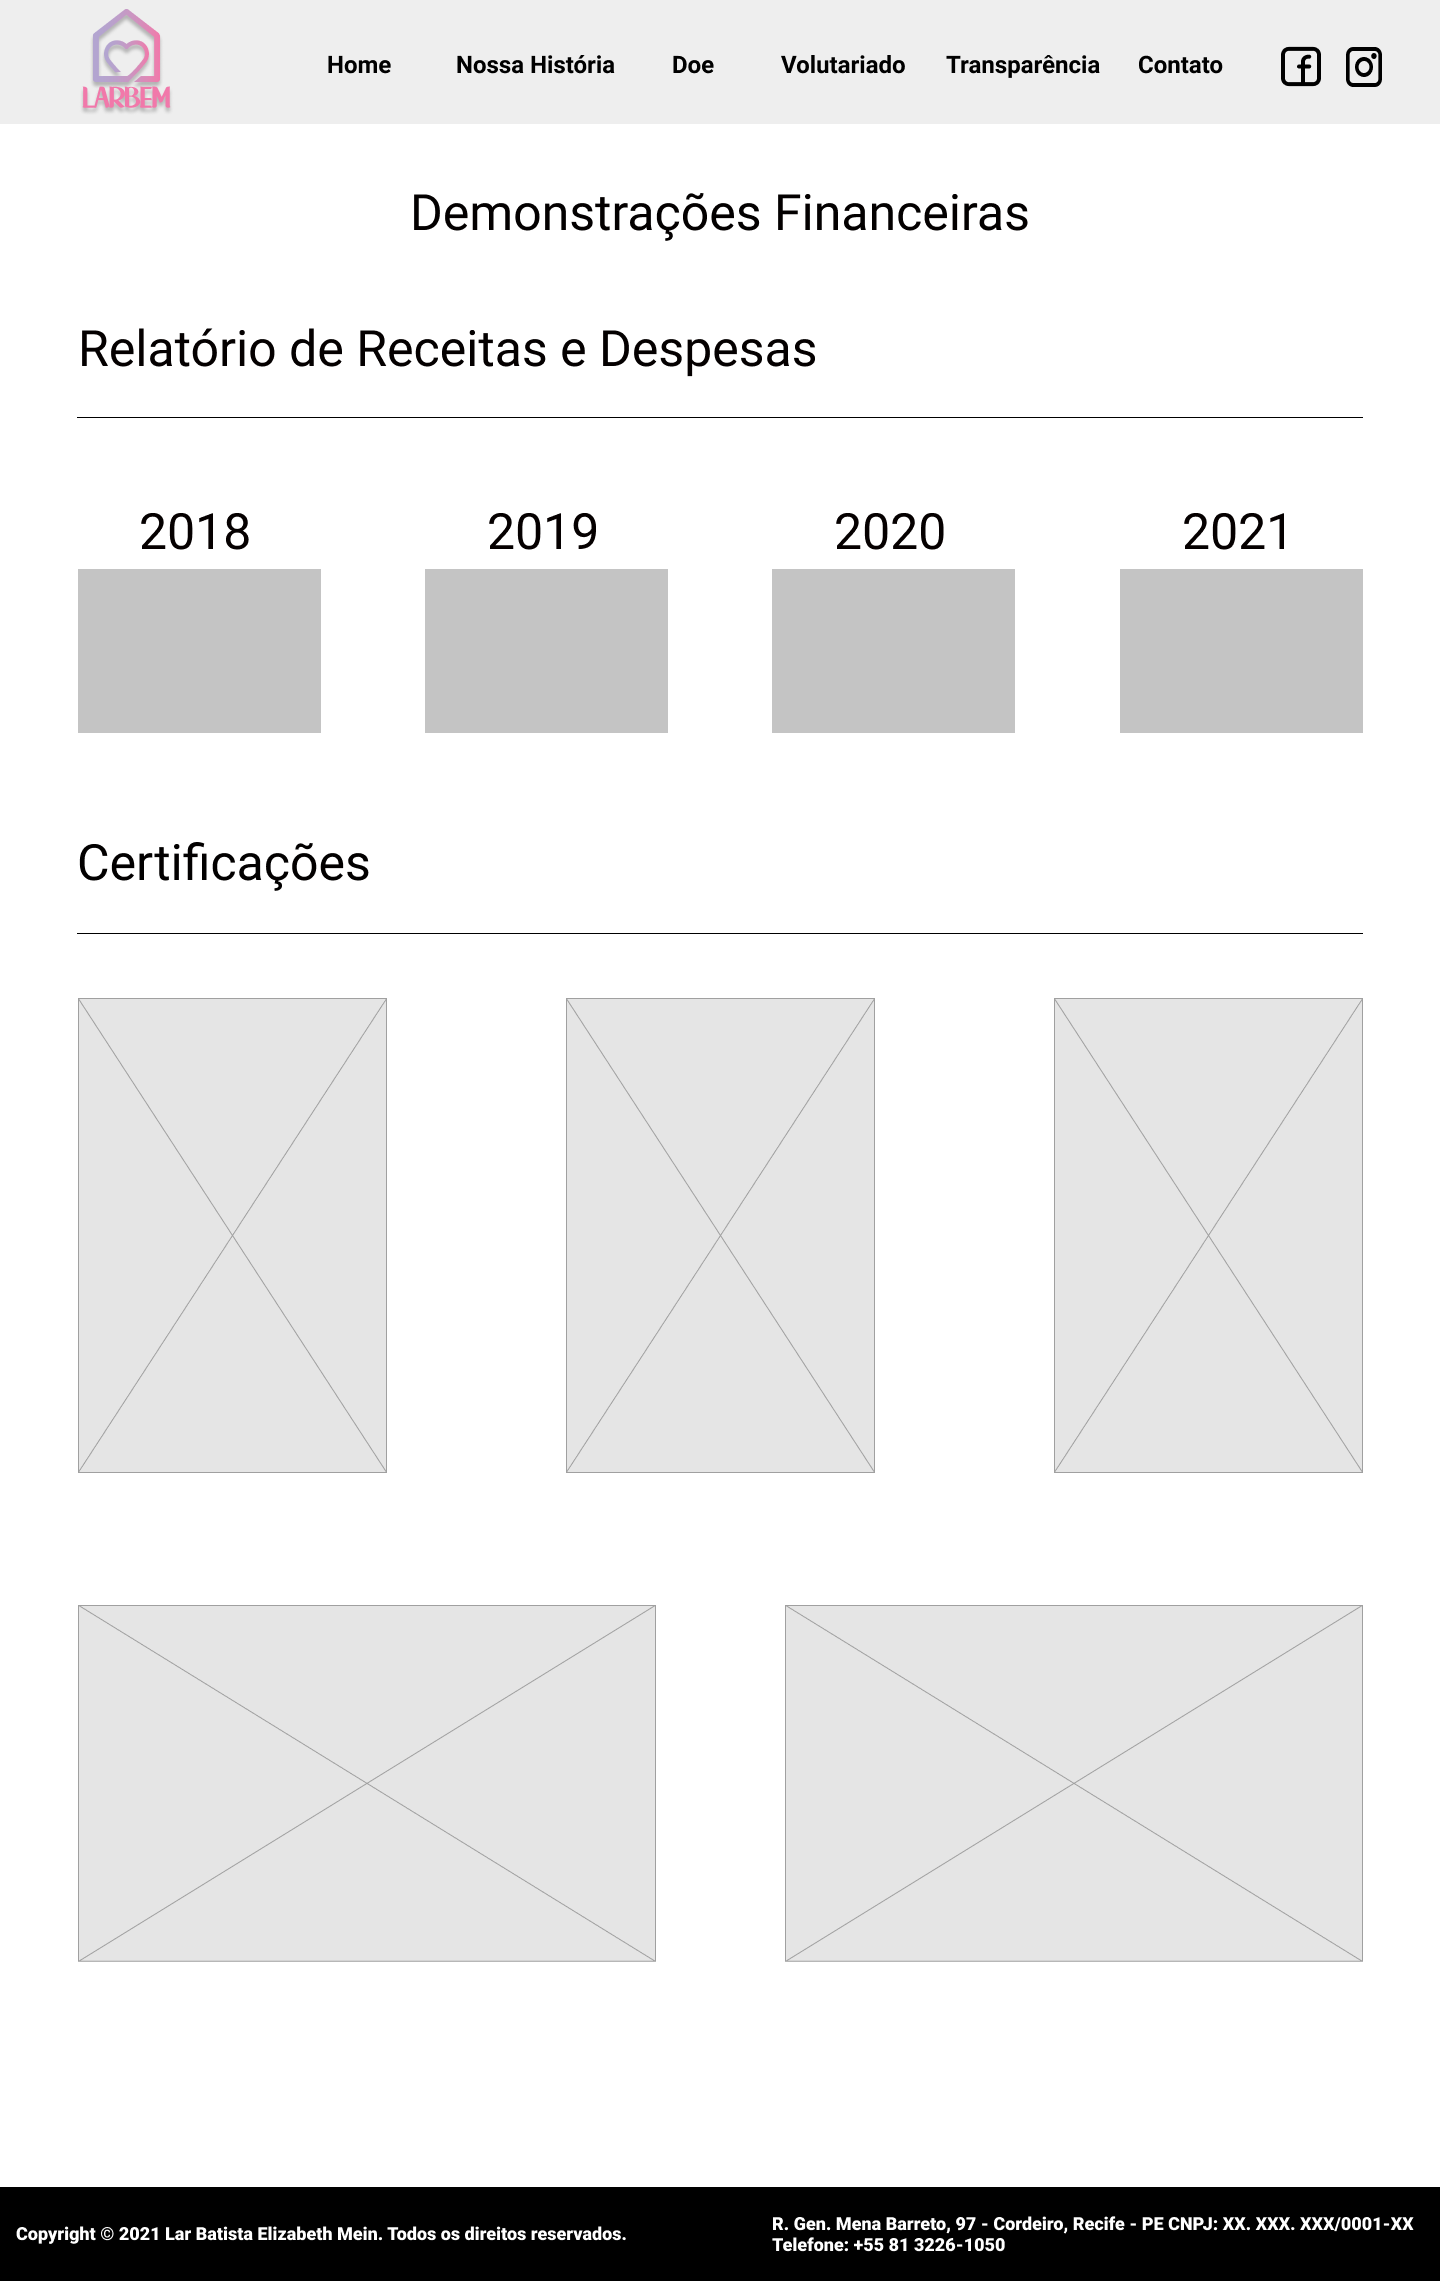 LARBEM
Home
Nossa História
Doe
Volutariado
Transparência
Contato
Demonstrações Financeiras
Relatório de Receitas e Despesas
2018
2019
2020
2021
Certificações
Copyright © 2021 Lar Batista Elizabeth Mein. Todos os direitos reservados.
R. Gen. Mena Barreto, 97 - Cordeiro, Recife - PE CNPJ: XX. XXX. XXX/0001-XX
Telefone: +55 81 3226-1050